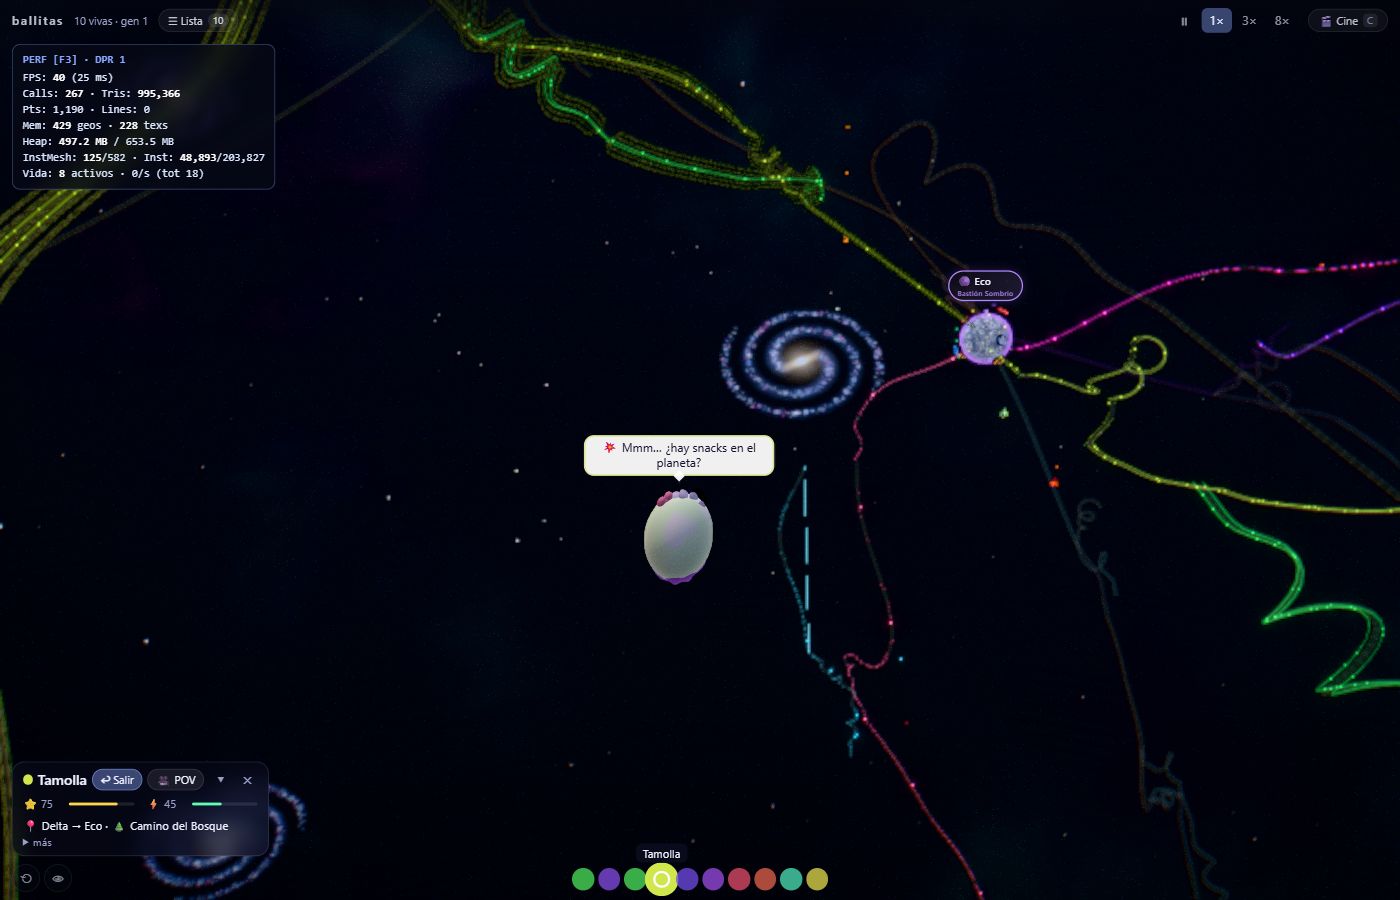 ballitas 10 vivas · gen 1 ☰ Lista 10
1× 3× 8× Cine C
PERF [F3] · DPR 1
FPS: 40 (25 ms)
Calls: 267 · Tris: 995,366
Pts: 1,190 · Lines: 0
Mem: 429 geos · 228 texs
Heap: 497.2 MB / 653.5 MB
InstMesh: 125/582 · Inst: 48,893/203,827
Vida: 8 activos · 0/s (tot 18)
Eco
Bastión Sombrio
Mmm... ¿hay snacks en el
planeta?
Tamolla ↩ Salir POV ▼ ✕
75 45
Delta → Eco · Camino del Bosque
▶ más
Tamolla